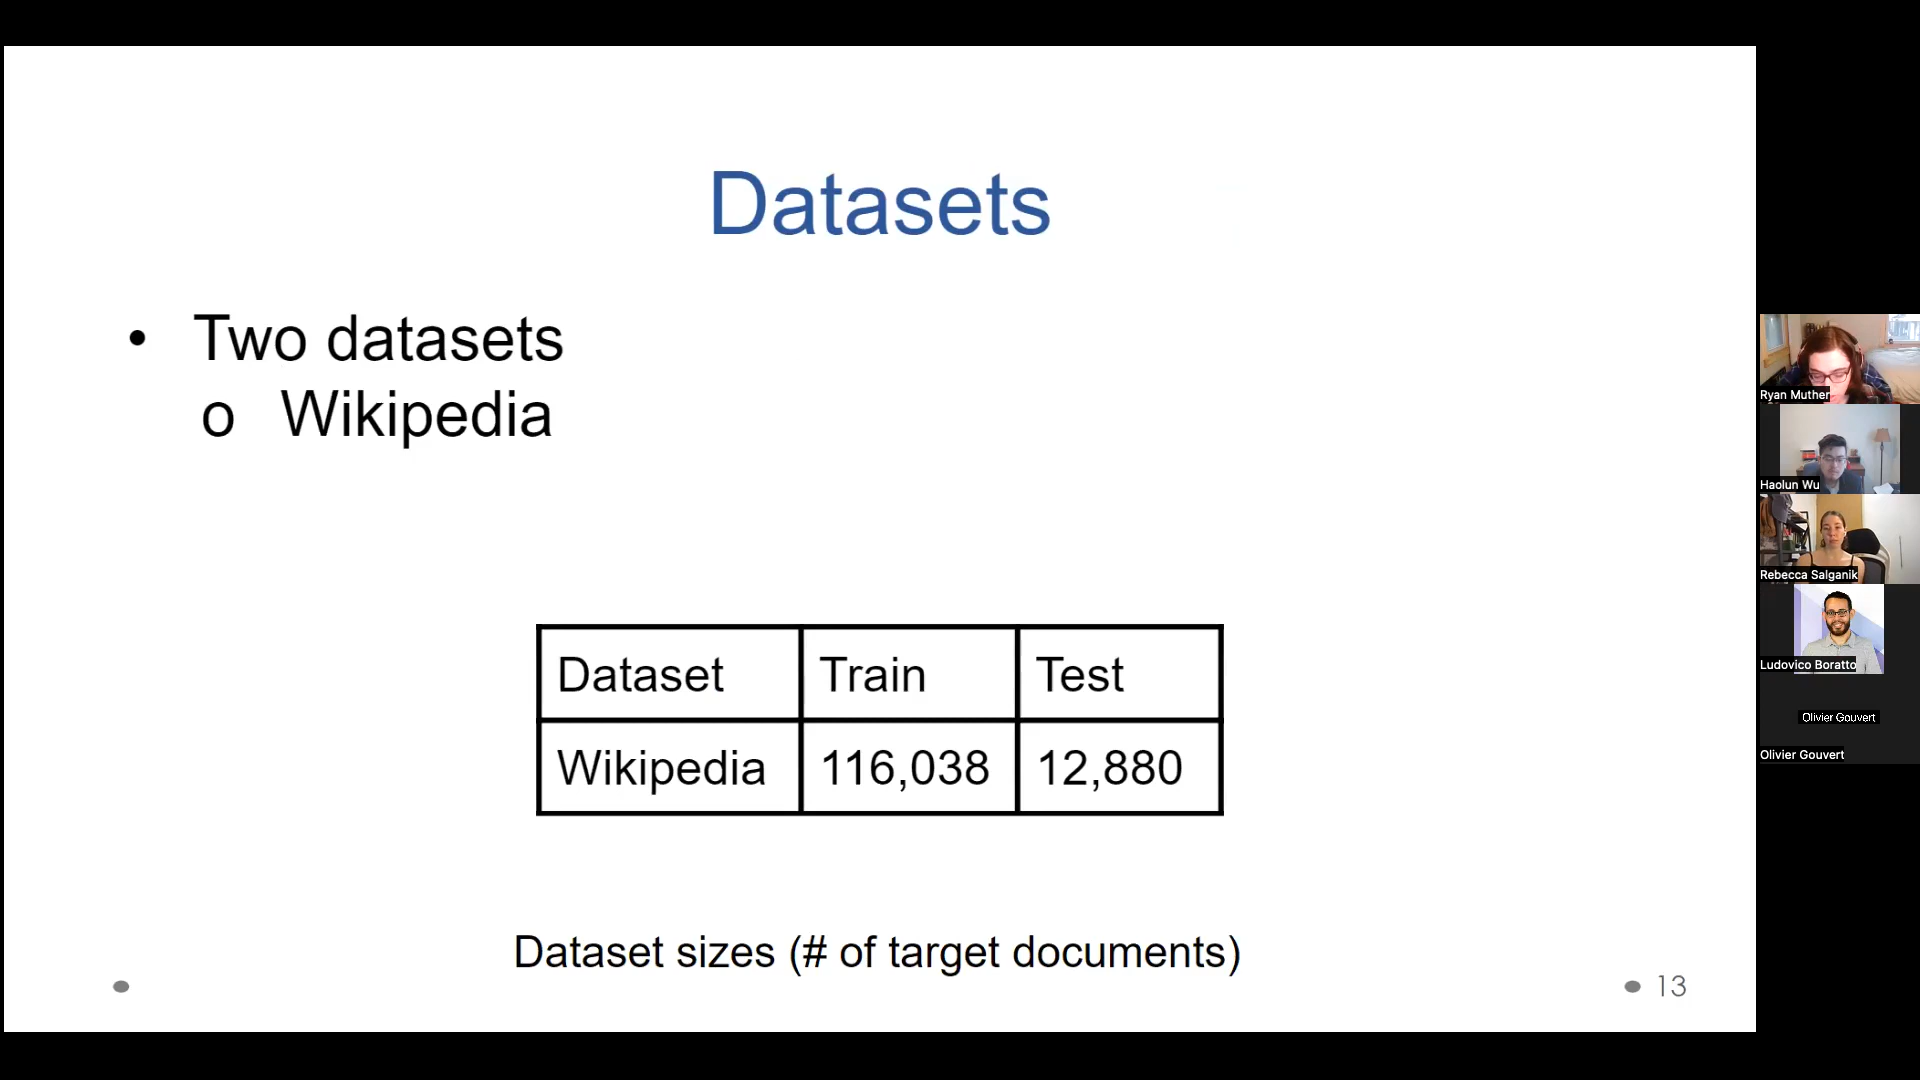 Datasets
• Two datasets
o Wikipedia
Dataset Train Test
Wikipedia 116,038 12,880
Dataset sizes (# of target documents)
13
Ryan Muther
Haolun Wu
Rebecca Salganik
Ludovico Boratto
Olivier Gouvert
Olivier Gouvert